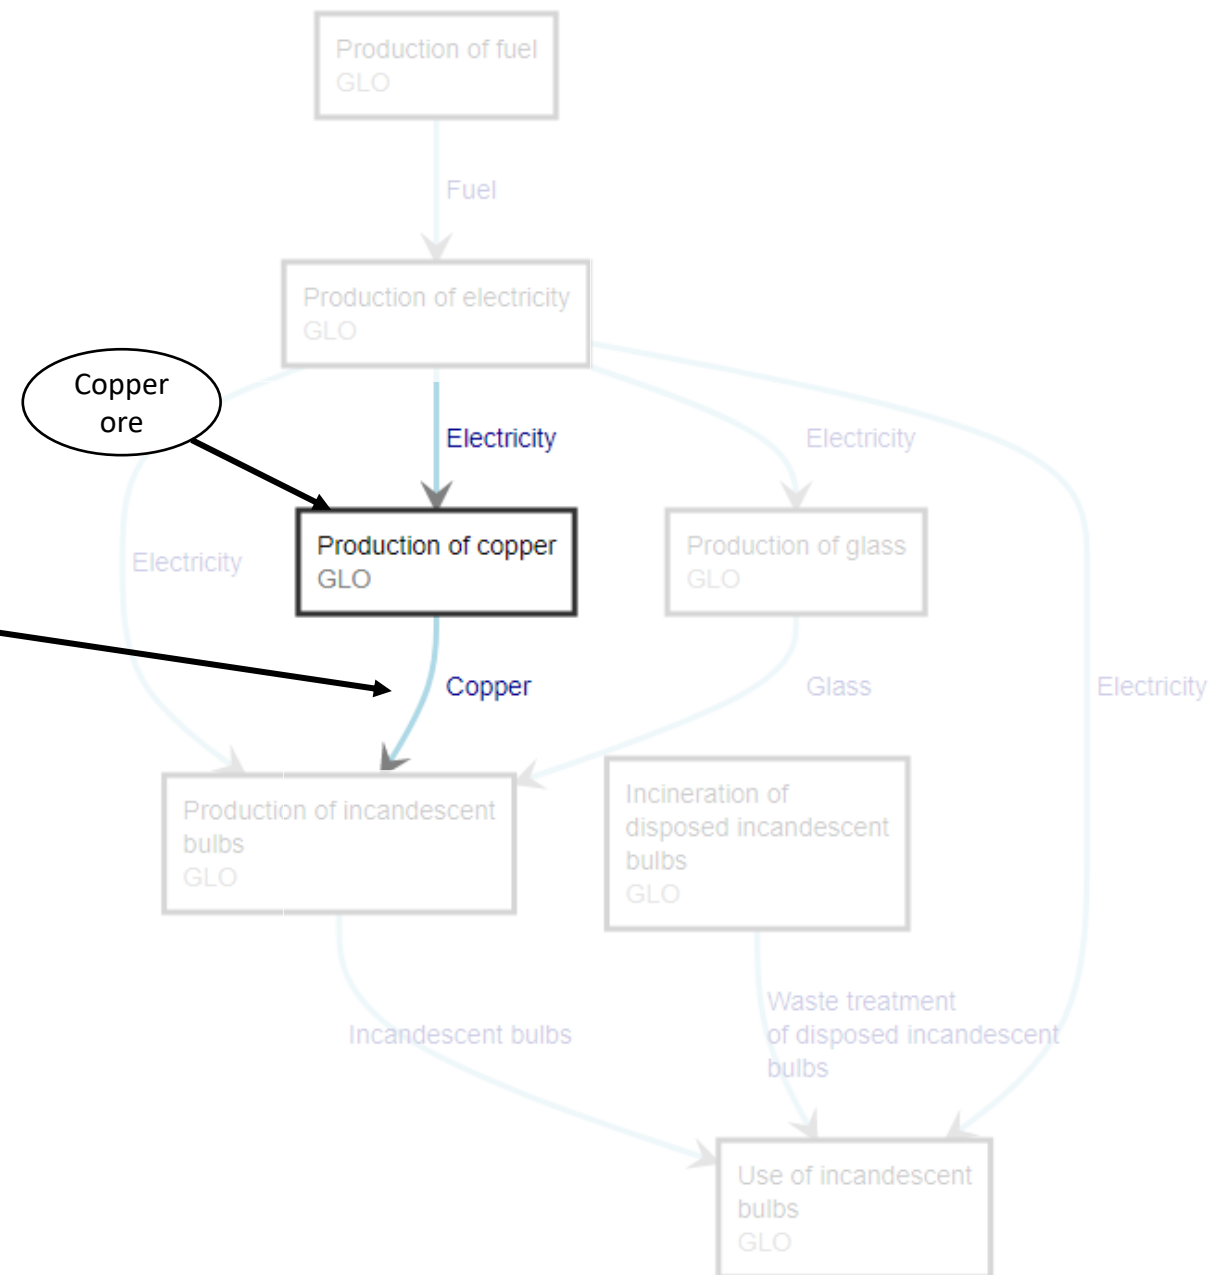 Production of fuel
GLO
Fuel
Production of electricity
GLO
Copper
ore
Electricity
Electricity
Production of copper
GLO
Production of glass
GLO
Electricity
Copper
Glass
Electricity
Production of incandescent
bulbs
GLO
Incineration of
disposed incandescent
bulbs
GLO
Incandescent bulbs
Waste treatment
of disposed incandescent
bulbs
Use of incandescent
bulbs
GLO